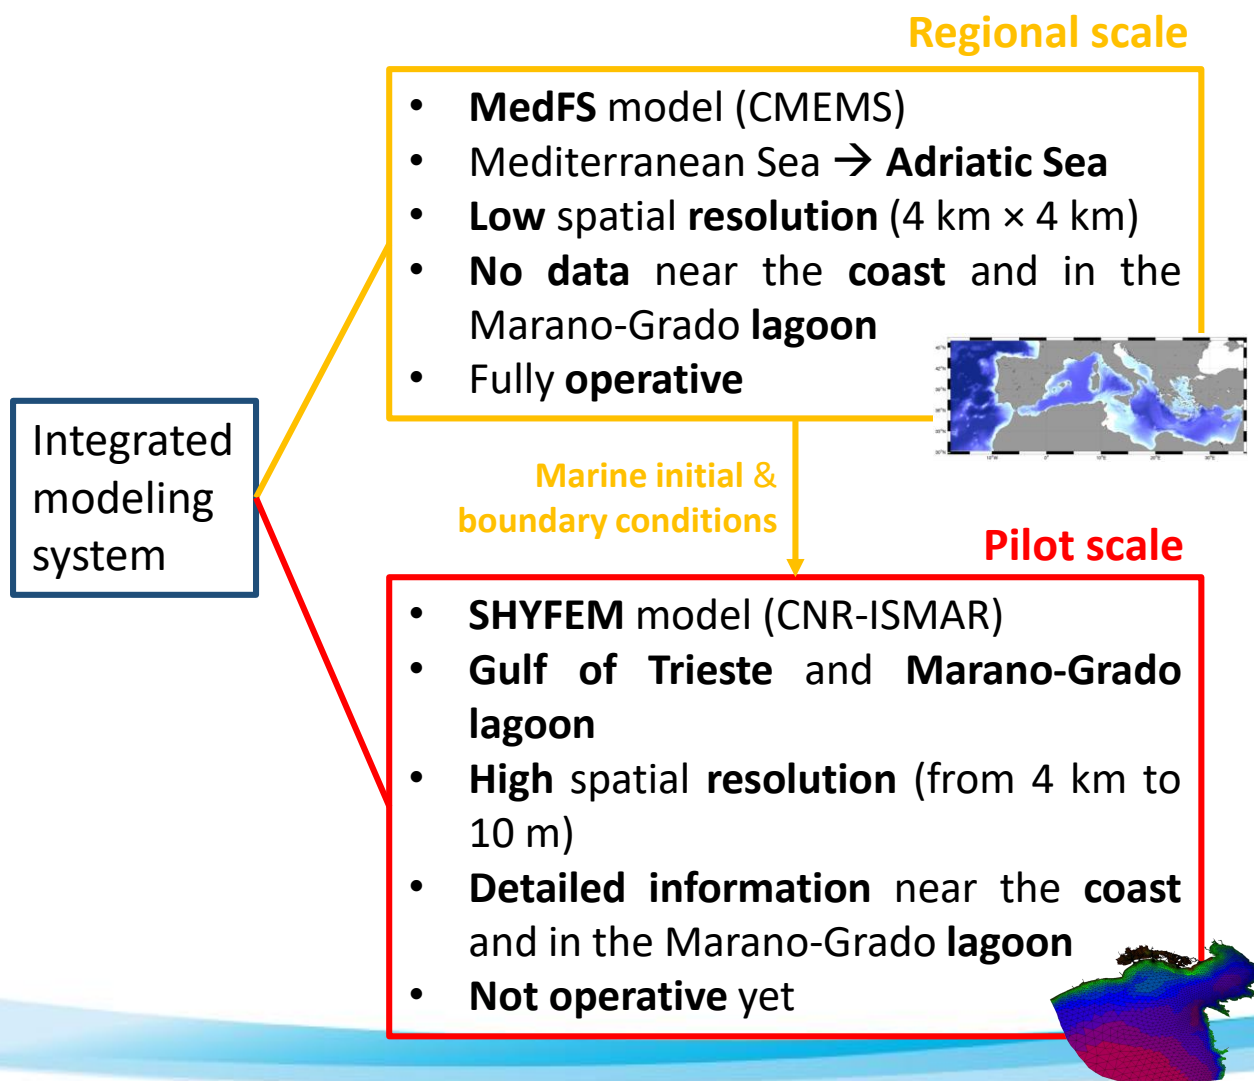 Regional scale
• MedFS model (CMEMS)
• Mediterranean Sea → Adriatic Sea
• Low spatial resolution (4 km × 4 km)
• No data near the coast and in the
Marano-Grado lagoon
• Fully operative
Integrated
modeling
system
Marine initial &
boundary conditions
Pilot scale
• SHYFEM model (CNR-ISMAR)
• Gulf of Trieste and Marano-Grado
lagoon
• High spatial resolution (from 4 km to
10 m)
• Detailed information near the coast
and in the Marano-Grado lagoon
• Not operative yet